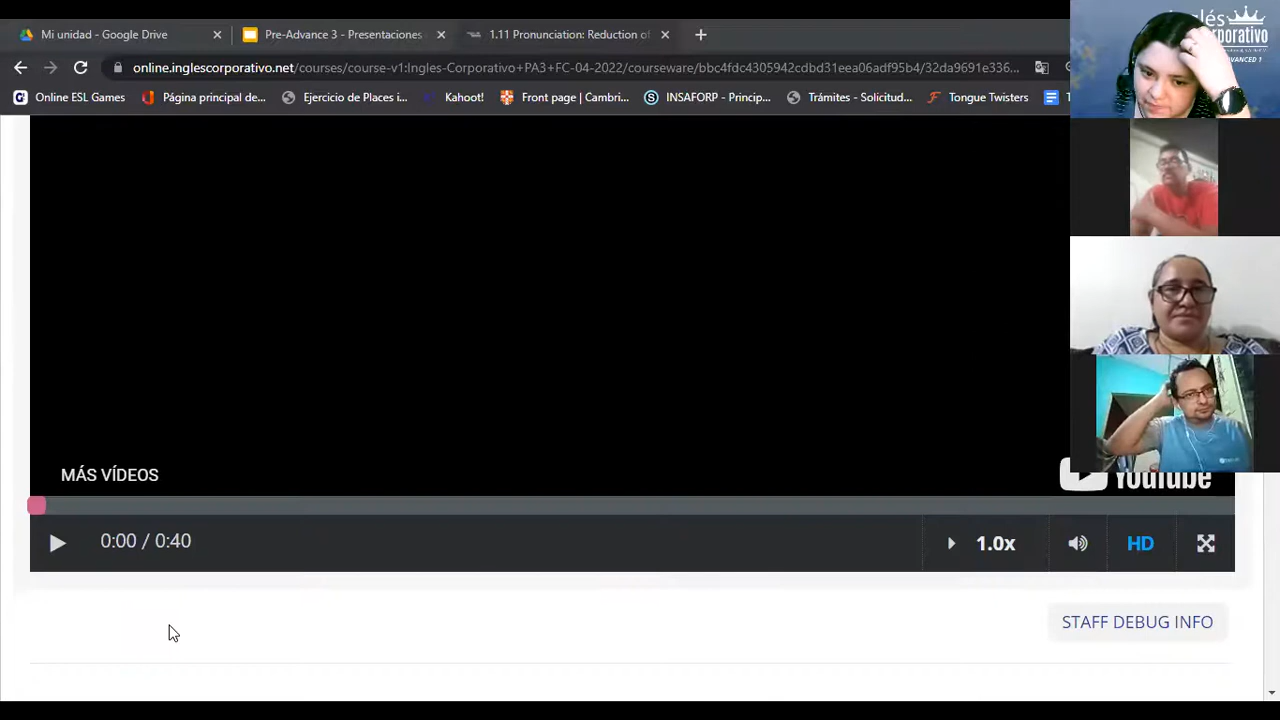 Mi unidad - Google Drive
Pre-Advance 3 - Presentaciones
1.11 Pronunciation: Reduction of
online.inglescorporativo.net/courses/course-v1:Ingles-Corporativo+PA3+EC-04-2022/courseware/bbc4fdc4305942cdbd31eea06adf95b4/32da9691e336...
Online ESL Games
Página principal de...
Ejercicio de Places i...
Kahoot!
Front page | Cambri...
INSAFORP - Princip...
Trámites - Solicitud...
Tongue Twisters
MÁS VÍDEOS
YouTube
0:00 / 0:40
1.0x
HD
STAFF DEBUG INFO